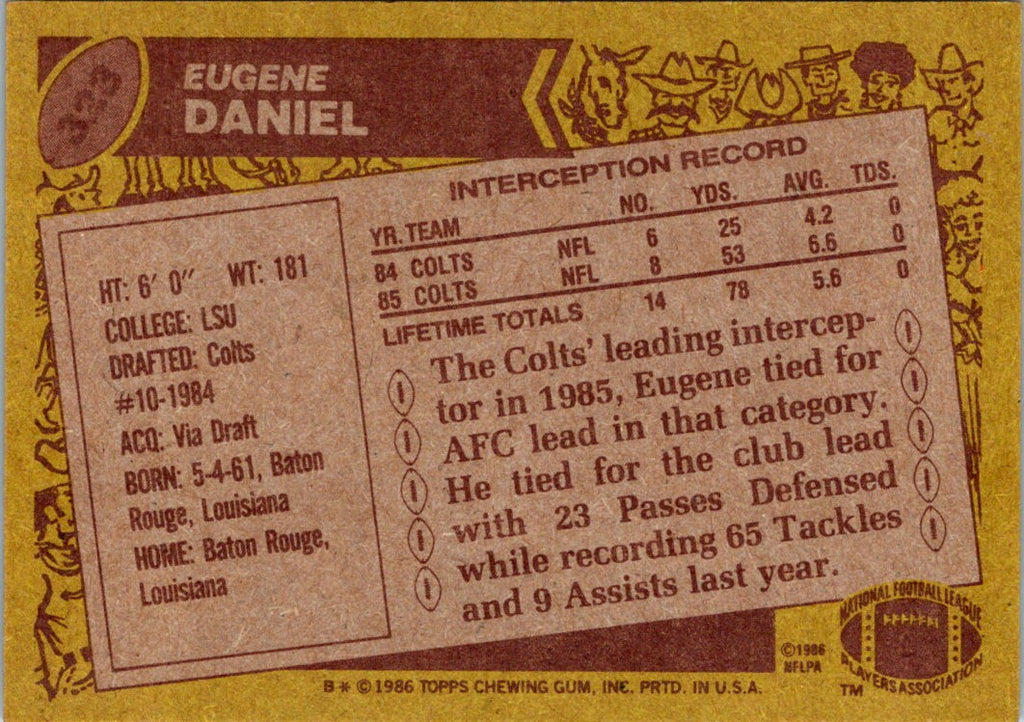 323
EUGENE
DANIEL
HT: 6' 0" WT: 181
COLLEGE: LSU
DRAFTED: Colts
#10-1984
ACQ: Via Draft
BORN: 5-4-61, Baton
Rouge, Louisiana
HOME: Baton Rouge,
Louisiana
INTERCEPTION RECORD
YR. TEAM NO. YDS. AVG. TDS.
84 COLTS NFL 6 25 4.2 0
85 COLTS NFL 8 53 6.6 0
LIFETIME TOTALS 14 78 5.6 0
The Colts' leading intercep-
tor in 1985, Eugene tied for
AFC lead in that category.
He tied for the club lead
with 23 Passes Defensed
while recording 65 Tackles
and 9 Assists last year.
©1986
NFLPA
NATIONAL FOOTBALL LEAGUE
PLAYERS ASSOCIATION
TM
B* © 1986 TOPPS CHEWING GUM, INC. PRTD. IN U.S.A.